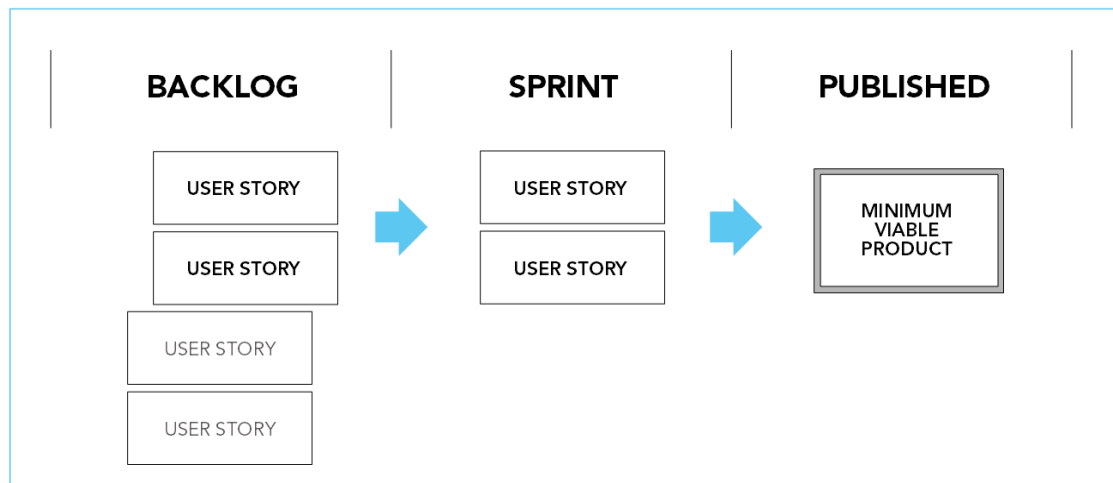 BACKLOG
SPRINT
PUBLISHED
USER STORY
USER STORY
USER STORY
USER STORY
USER STORY
USER STORY
MINIMUM
VIABLE
PRODUCT